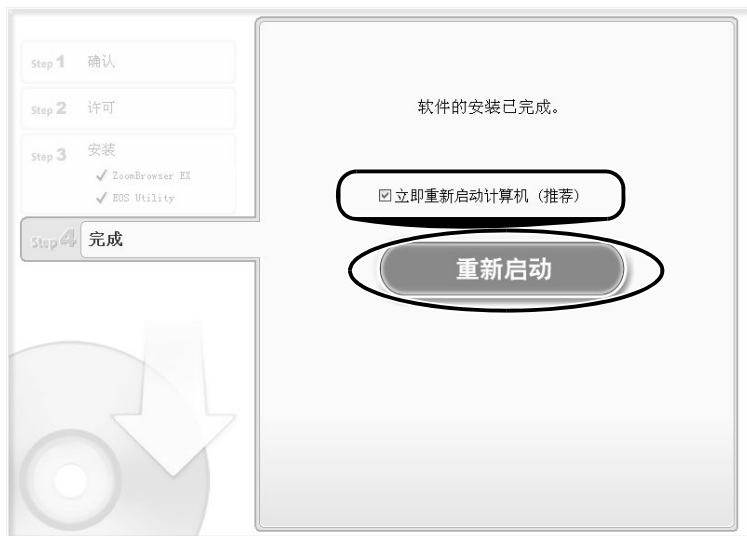 Step 1 确认
Step 2 许可
Step 3 安装
✓ ZoomBrowser EX
✓ EOS Utility
Step 4 完成
软件的安装已完成。
☑立即重新启动计算机（推荐）
重新启动